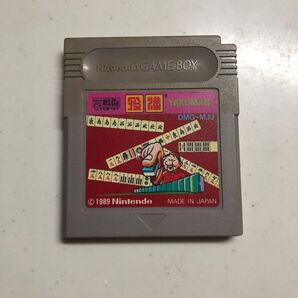 Nintendo GAME BOY
役満 YAKUMAN
DMG-MJJ
©1989 Nintendo
MADE IN JAPAN